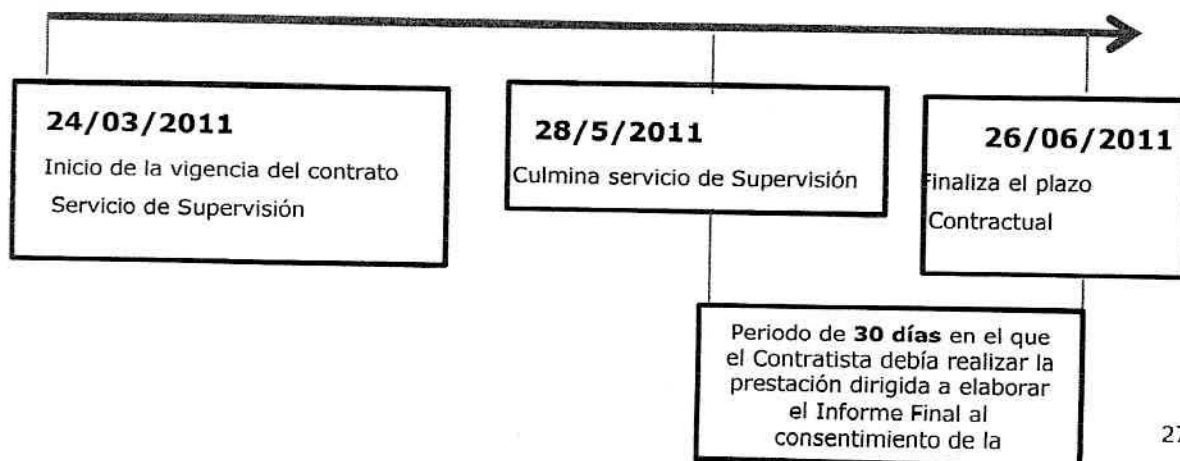 24/03/2011
Inicio de la vigencia del contrato
Servicio de Supervisión
28/5/2011
Culmina servicio de Supervisión
26/06/2011
Finaliza el plazo
Contractual
Periodo de 30 días en el que
el Contratista debía realizar la
prestación dirigida a elaborar
el Informe Final al
consentimiento de la
27